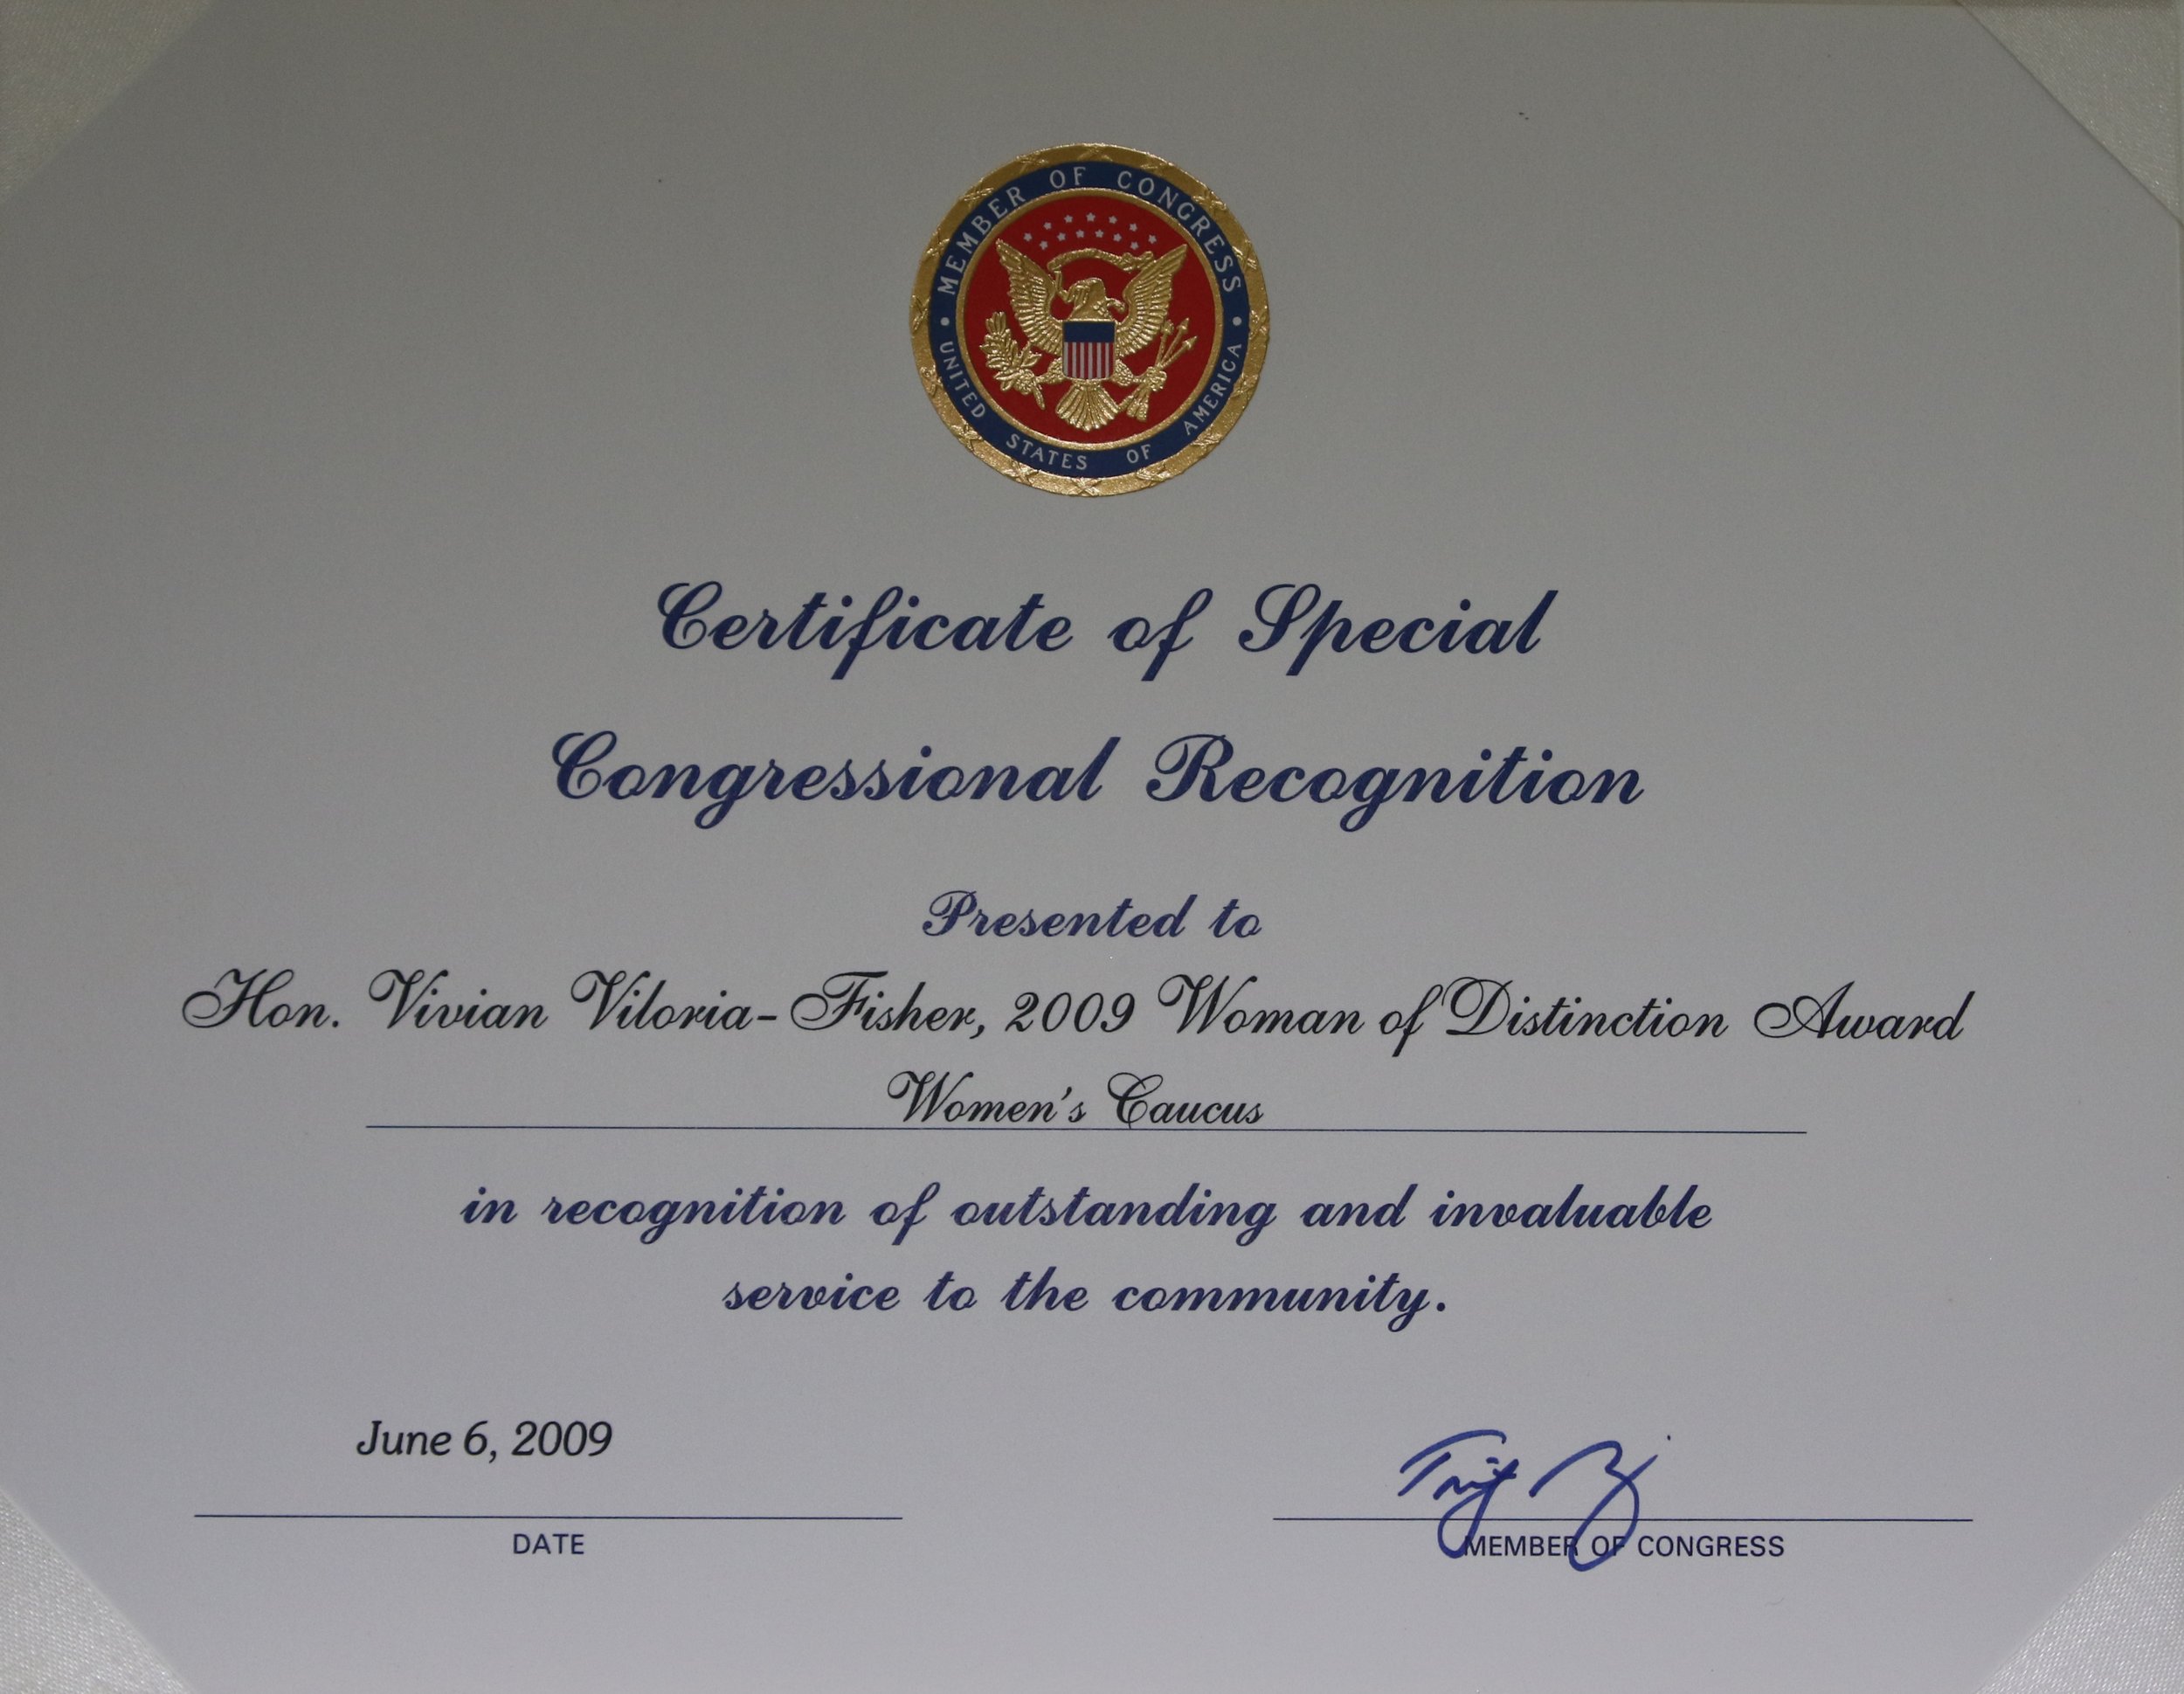 MEMBER OF CONGRESS
UNITED STATES OF AMERICA
Certificate of Special
Congressional Recognition
Presented to
Hon. Vivian Viloria-Fisher, 2009 Woman of Distinction Award
Women's Caucus
in recognition of outstanding and invaluable
service to the community.
June 6, 2009
DATE
MEMBER OF CONGRESS